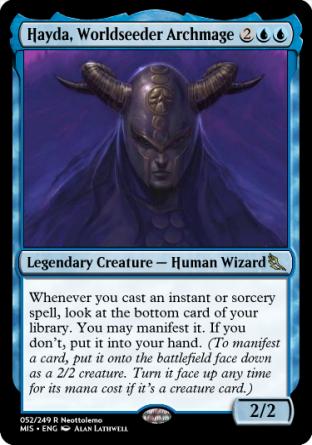 Hayda, Worldseeder Archmage 2
Legendary Creature — Human Wizard
Whenever you cast an instant or sorcery
spell, look at the bottom card of your
library. You may manifest it. If you
don't, put it into your hand. (To manifest
a card, put it onto the battlefield face down
as a 2/2 creature. Turn it face up any time
for its mana cost if it's a creature card.)
2/2
052/249 R Neottolemo
MIS • ENG Alan Lathwell